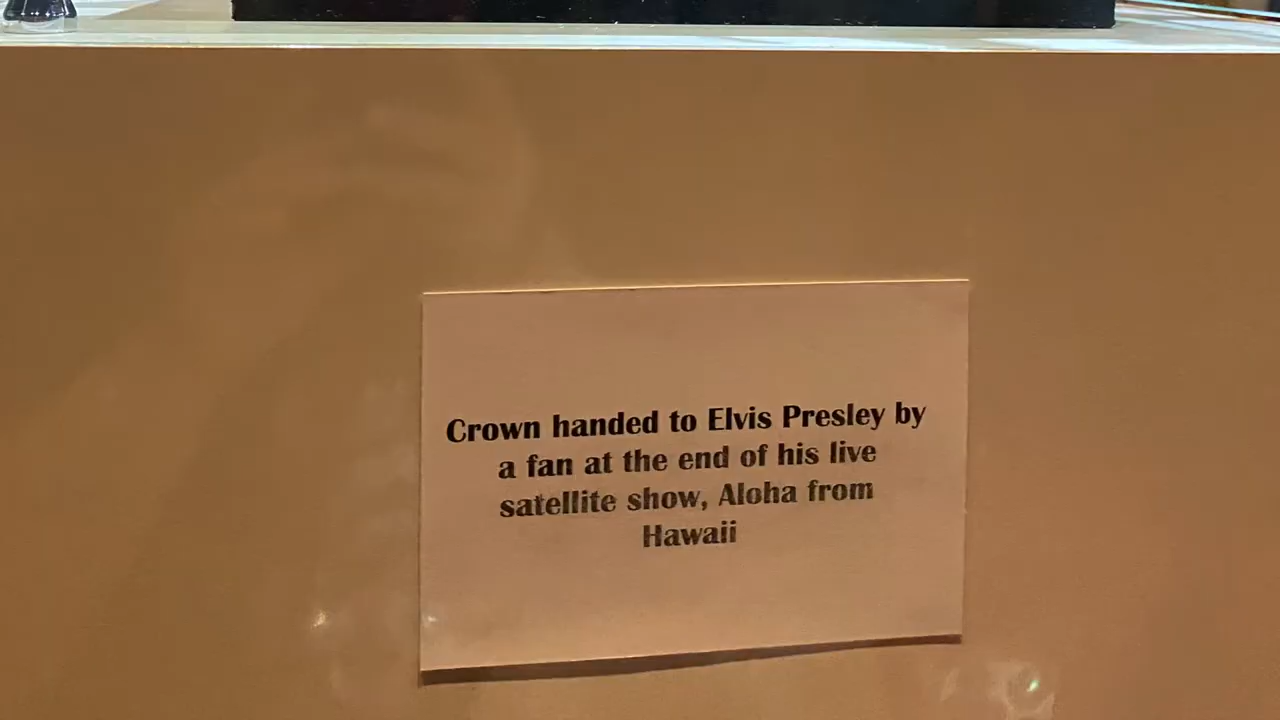 Crown handed to Elvis Presley by
a fan at the end of his live
satellite show, Aloha from
Hawaii